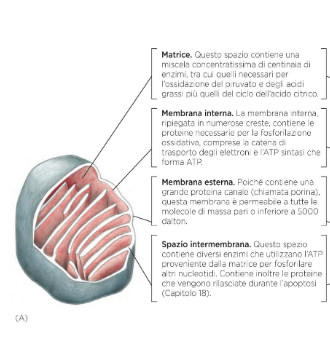 Matrice. Questo spazio contiene una
miscela concentratissima di centinaia di
enzimi, tra cui quelli necessari per
l'ossidazione del piruvato e degli acidi
grassi più quelli del ciclo dell'acido citrico.
Membrana interna. La membrana interna,
ripiegata in numerose creste, contiene le
proteine necessarie per la fosforilazione
ossidativa, comprese la catena di
trasporto degli elettroni e l'ATP sintasi che
forma ATP.
Membrana esterna. Poiché contiene una
grande proteina canale (chiamata porina),
questa membrana è permeabile a tutte le
molecole di massa pari o inferiore a 5000
dalton.
Spazio intermembrana. Questo spazio
contiene diversi enzimi che utilizzano l'ATP
proveniente dalla matrice per fosforilare
altri nucleotidi. Contiene inoltre le proteine
che vengono rilasciate durante l'apoptosi
(Capitolo 18).
(A)